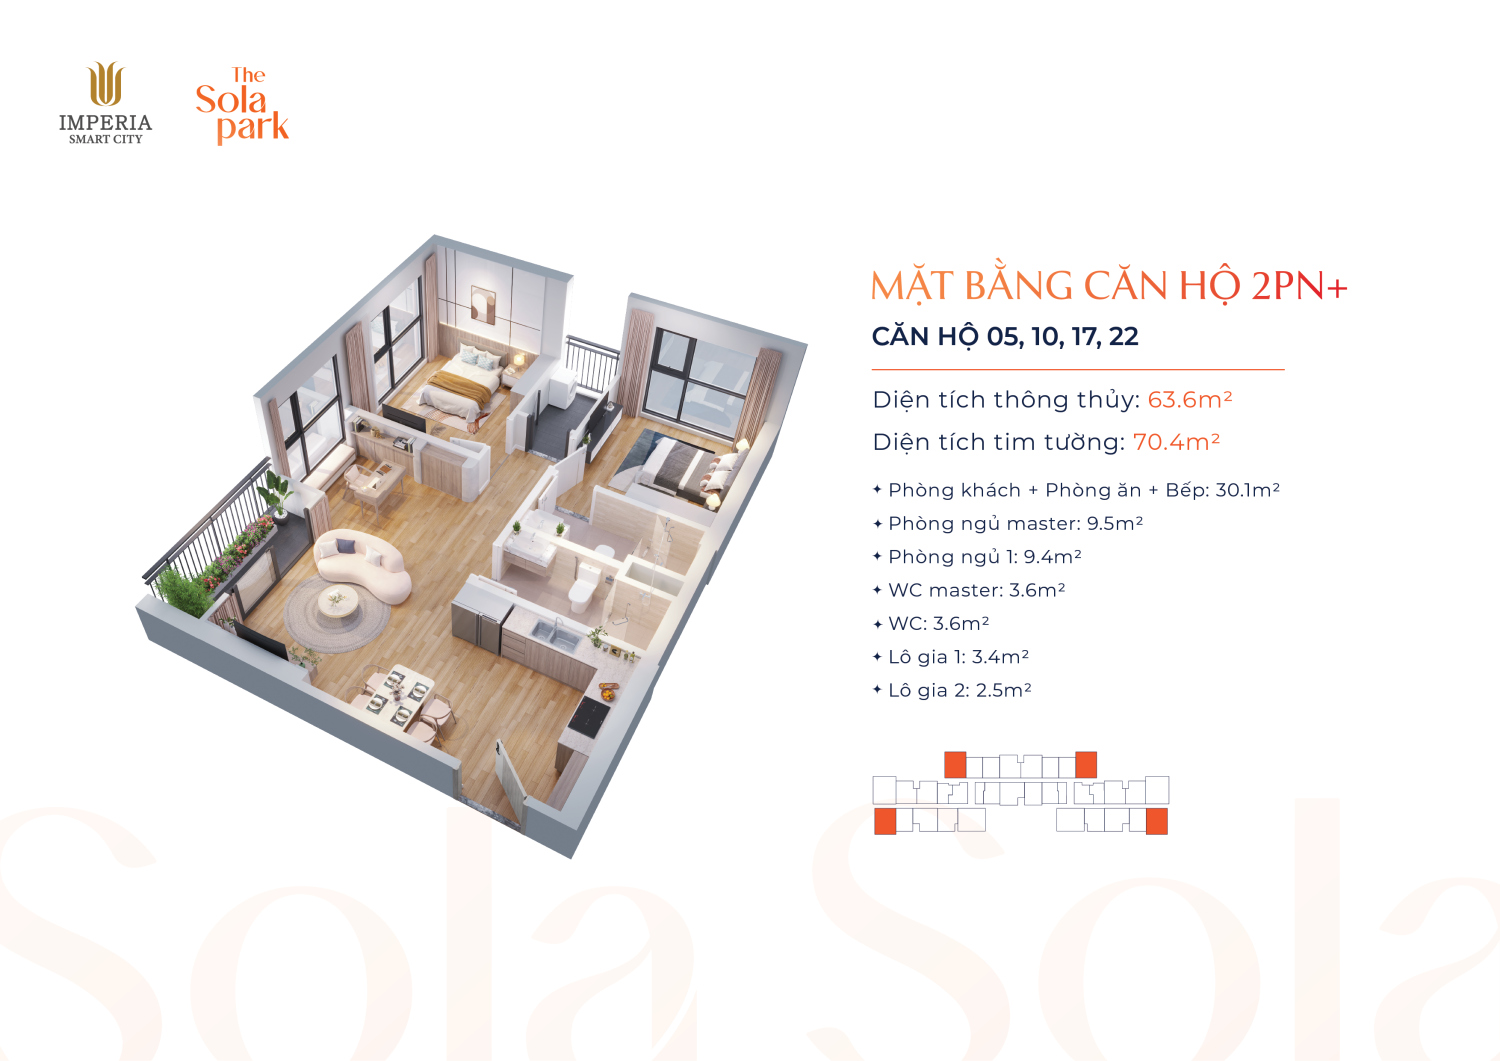 IMPERIA
SMART CITY
The
Sola
park
MẶT BẰNG CĂN HỘ 2PN+
CĂN HỘ 05, 10, 17, 22
Diện tích thông thủy: 63.6m²
Diện tích tim tường: 70.4m²
Phòng khách + Phòng ăn + Bếp: 30.1m²
Phòng ngủ master: 9.5m²
Phòng ngủ 1: 9.4m²
WC master: 3.6m²
WC: 3.6m²
Lô gia 1: 3.4m²
Lô gia 2: 2.5m²
Sola Sola